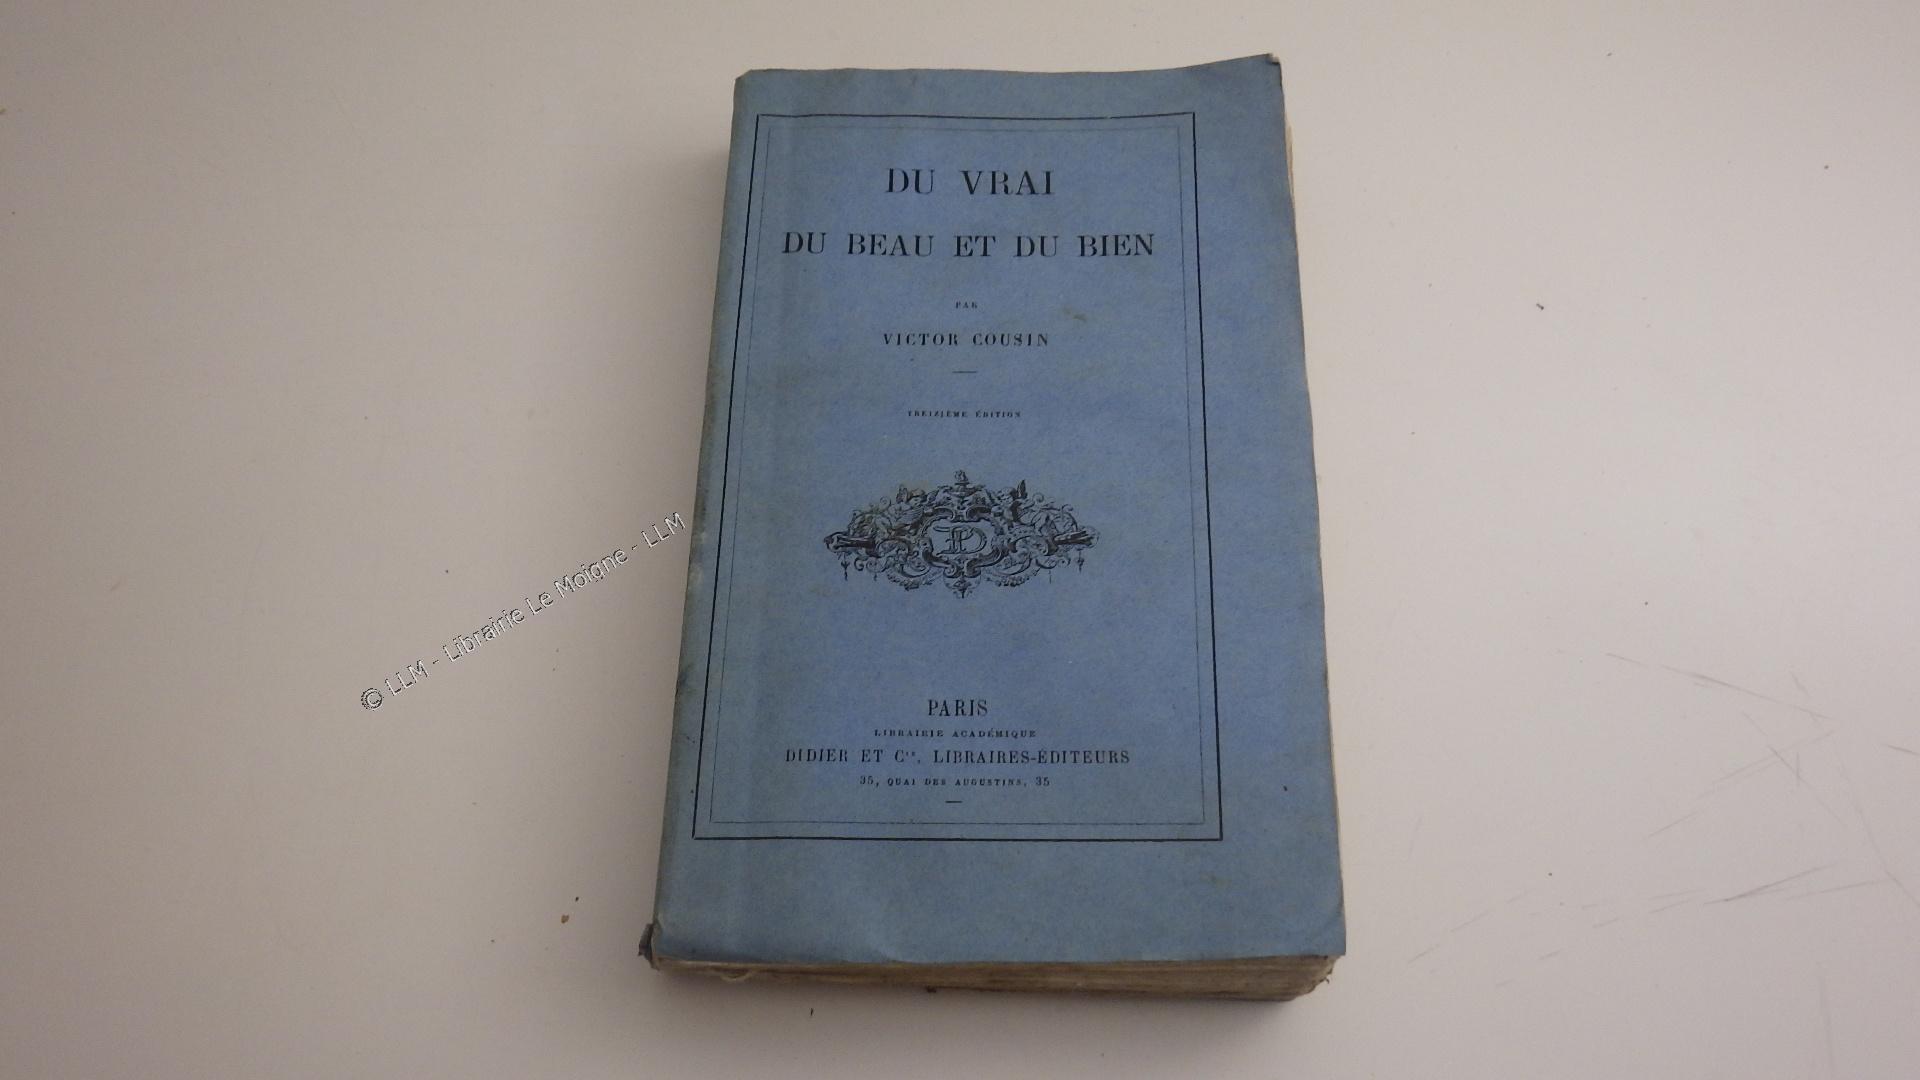 DU VRAI
DU BEAU ET DU BIEN
PAR
VICTOR COUSIN
TREIZIÈME ÉDITION
PARIS
LIBRAIRIE ACADÉMIQUE
DIDIER ET Cie, LIBRAIRES-ÉDITEURS
35, QUAI DES AUGUSTINS, 35
© LLM - Librairie Le Moigne - LLM